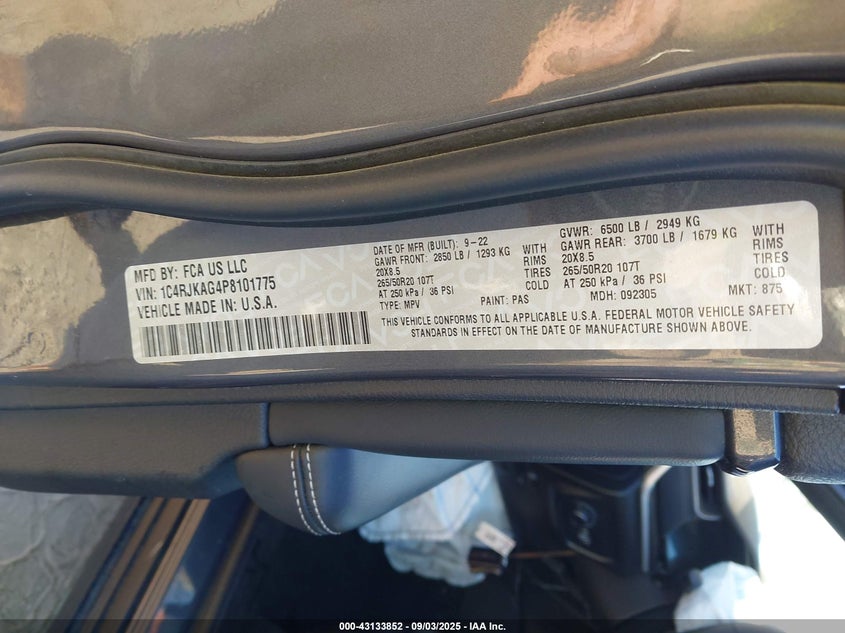 MFD BY: FCA US LLC
VIN: 1C4RJKAG4P8101775
VEHICLE MADE IN U.S.A.
DATE OF MFR (BUILT): 9-22
GAWR FRONT: 2850 LB / 1293 KG WITH
20X8.5 RIMS
265/50R20 107T TIRES
AT 250 kPa / 36 PSI COLD
TYPE: MPV PAINT: PAS
GVWR: 6500 LB / 2949 KG
GAWR REAR: 3700 LB / 1679 KG WITH
20X8.5 RIMS
265/50R20 107T TIRES
AT 250 kPa / 36 PSI COLD
MDH: 092305 MKT: 875
THIS VEHICLE CONFORMS TO ALL APPLICABLE U.S.A. FEDERAL MOTOR VEHICLE SAFETY
STANDARDS IN EFFECT ON THE DATE OF MANUFACTURE SHOWN ABOVE.
000-43133852 - 09/03/2025 - IAA Inc.